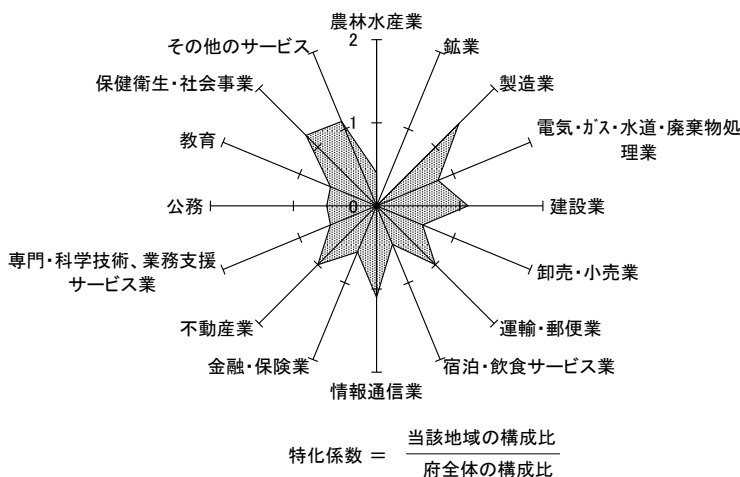 農林水産業
2
その他のサービス
鉱業
保健衛生・社会事業
製造業
1
電気・ガス・水道・廃棄物処
理業
教育
公務
0
建設業
専門・科学技術、業務支援
サービス業
卸売・小売業
不動産業
運輸・郵便業
金融・保険業
宿泊・飲食サービス業
情報通信業
特化係数 = 当該地域の構成比
府全体の構成比